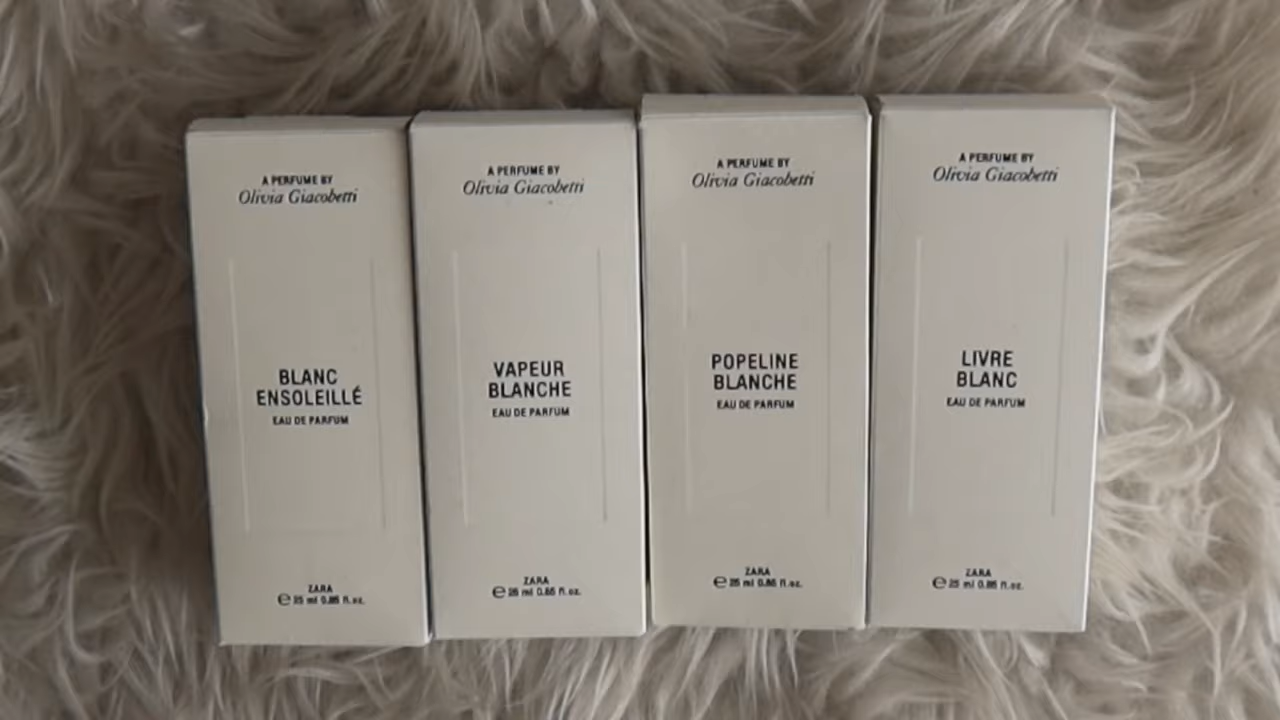 A PERFUME BY
Olivia Giacobetti
BLANC
ENSOLEILLÉ
EAU DE PARFUM
ZARA
e 25 ml 0.85 fl.oz.
A PERFUME BY
Olivia Giacobetti
VAPEUR
BLANCHE
EAU DE PARFUM
ZARA
e 25 ml 0.85 fl.oz.
A PERFUME BY
Olivia Giacobetti
POPELINE
BLANCHE
EAU DE PARFUM
ZARA
e 25 ml 0.85 fl.oz.
A PERFUME BY
Olivia Giacobetti
LIVRE
BLANC
EAU DE PARFUM
ZARA
e 25 ml 0.85 fl.oz.